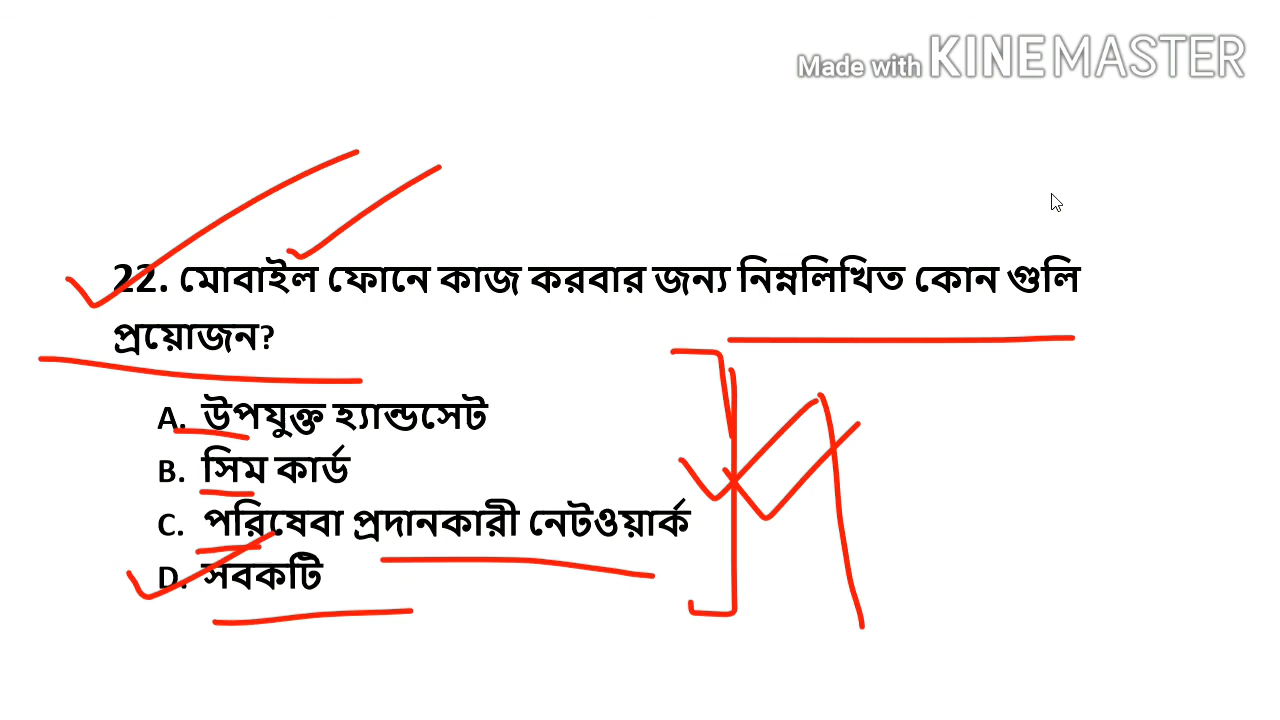 Made with KINEMASTER
22. মোবাইল ফোনে কাজ করবার জন্য নিম্নলিখিত কোন গুলি
প্রয়োজন?
A. উপযুক্ত হ্যান্ডসেট
B. সিম কার্ড
C. পরিষেবা প্রদানকারী নেটওয়ার্ক
D. সবকটি